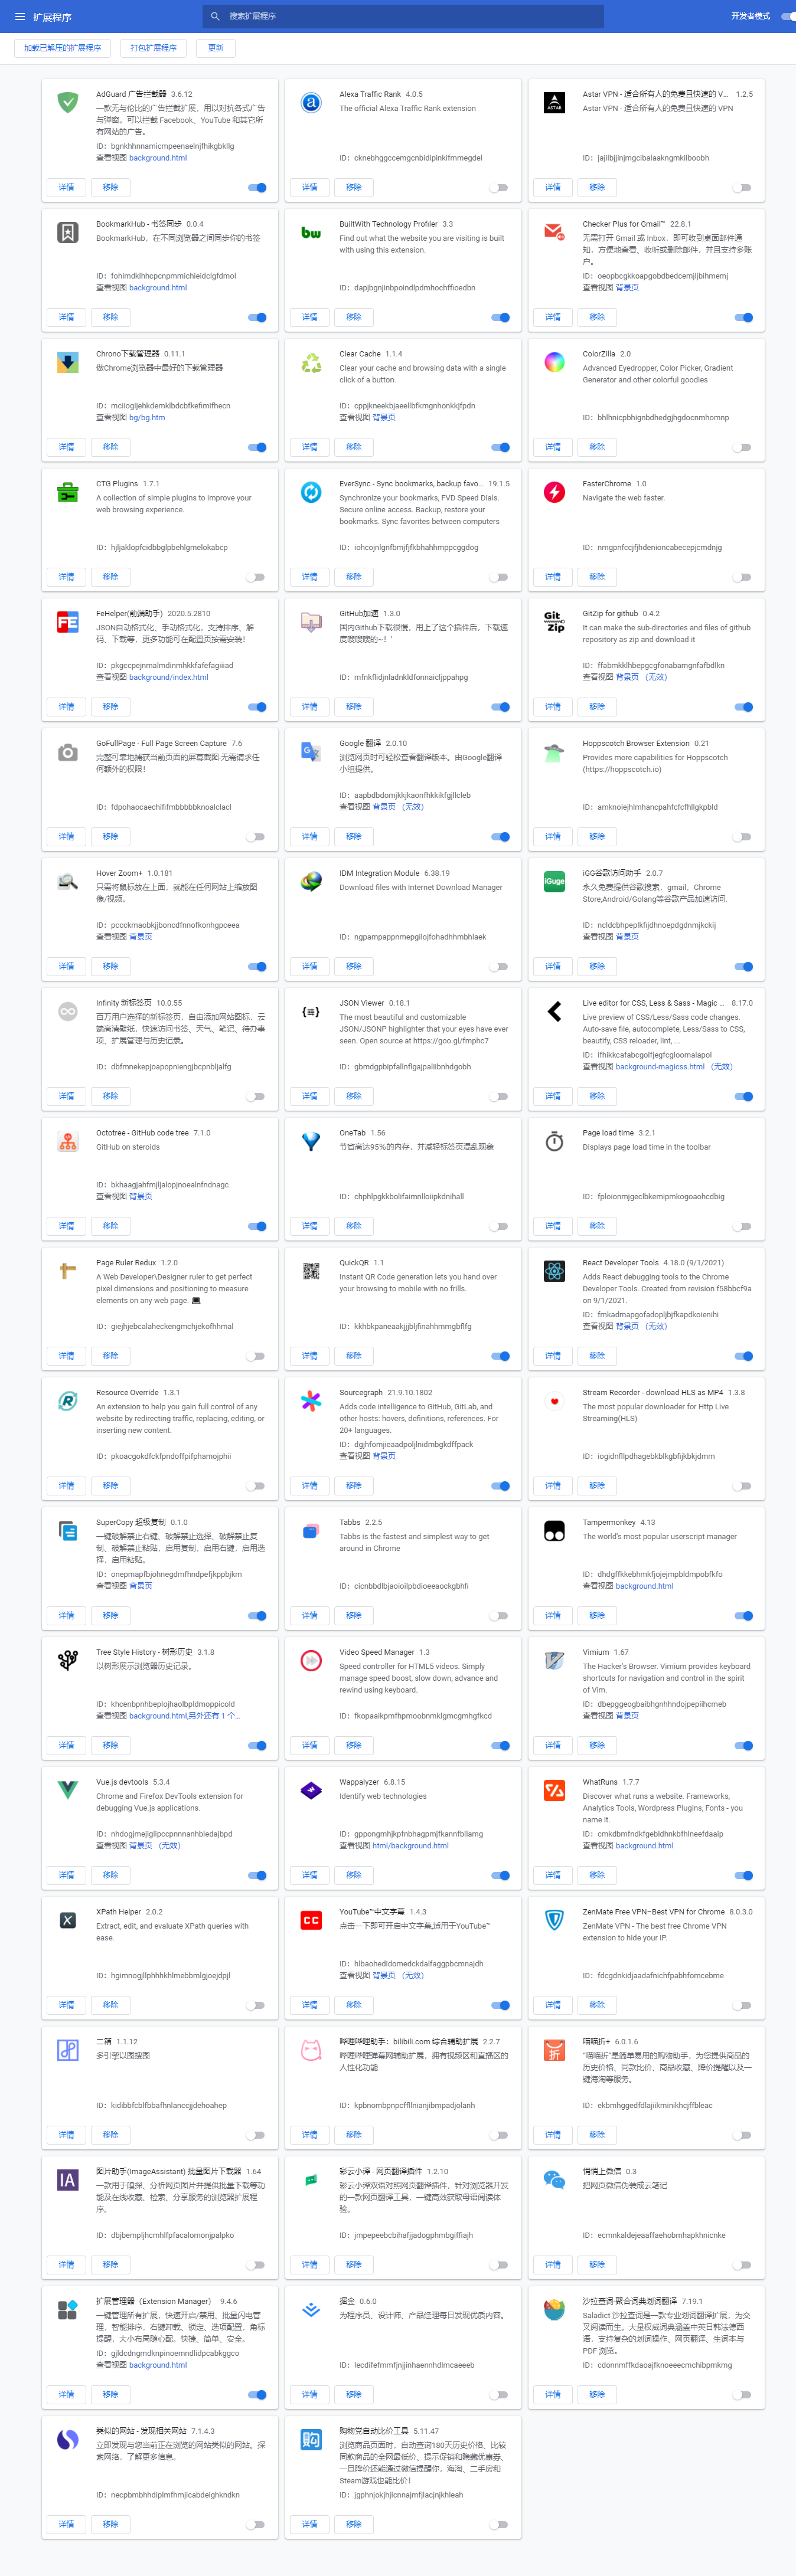 扩展程序
搜索扩展程序
开发者模式
加载已解压的扩展程序
打包扩展程序
更新
AdGuard 广告拦截器 3.6.12
一款无与伦比的广告拦截扩展，用以对抗各式广告
与弹窗。可以拦截 Facebook、YouTube 和其它所
有网站的广告。
ID：bgnkhhnnamicmpeenaelnjfhikgbkllg
查看视图 background.html
详情 移除
Alexa Traffic Rank 4.0.5
The official Alexa Traffic Rank extension
ID：cknebhggccemgcnbidipinkifmmegdel
详情 移除
Astar VPN - 适合所有人的免费且快速的 V... 1.2.5
Astar VPN - 适合所有人的免费且快速的 VPN
ID：jajilbjjinjmgcibalaakngmkilboobh
详情 移除
BookmarkHub - 书签同步 0.0.4
BookmarkHub，在不同浏览器之间同步你的书签
ID：fohimdklhhcpcnpmmichieidclgfdmol
查看视图 background.html
详情 移除
BuiltWith Technology Profiler 3.3
Find out what the website you are visiting is built
with using this extension.
ID：dapjbgnjinbpoindlpdmhochffioedbn
详情 移除
Checker Plus for Gmail™ 22.8.1
无需打开 Gmail 或 Inbox，即可收到桌面邮件通
知，方便地查看、收听或删除邮件，并且支持多账
户。
ID：oeopbcgkkoapgobdbedcemjljbihmemj
查看视图 背景页
详情 移除
Chrono下载管理器 0.11.1
做Chrome浏览器中最好的下载管理器
ID：mciiogijehkdemklbdcbfkefimifhecn
查看视图 bg/bg.htm
详情 移除
Clear Cache 1.1.4
Clear your cache and browsing data with a single
click of a button.
ID：cppjkneekbjaeellbfkmgnhonkkjfpdn
查看视图 背景页
详情 移除
ColorZilla 2.0
Advanced Eyedropper, Color Picker, Gradient
Generator and other colorful goodies
ID：bhlhnicpbhignbdhedgjhgdocnmhomnp
详情 移除
CTG Plugins 1.7.1
A collection of simple plugins to improve your
web browsing experience.
ID：hjljaklopfcidbbglpbehlgmelokabcp
详情 移除
EverSync - Sync bookmarks, backup favo... 19.1.5
Synchronize your bookmarks, FVD Speed Dials.
Secure online access. Backup, restore your
bookmarks. Sync favorites between computers
ID：iohcojnlgnfbmjfjfkbhahhmppcggdog
详情 移除
FasterChrome 1.0
Navigate the web faster.
ID：nmgpnfccjfjhdenioncabecepjcmdnjg
详情 移除
FeHelper(前端助手) 2020.5.2810
JSON自动格式化、手动格式化，支持排序、解
码、下载等，更多功能可在配置页按需安装！
ID：pkgccpejnmalmdinmhkkfafefagiiiad
查看视图 background/index.html
详情 移除
GitHub加速 1.3.0
国内Github下载很慢，用上了这个插件后，下载速
度嗖嗖嗖的~！'
ID：mfnkflidjnladnkldfonnaicljppahpg
详情 移除
GitZip for github 0.4.2
It can make the sub-directories and files of github
repository as zip and download it
ID：ffabmkklhbepgcgfonabamgnfafbdlkn
查看视图 背景页 （无效）
详情 移除
GoFullPage - Full Page Screen Capture 7.6
完整可靠地捕获当前页面的屏幕截图-无需请求任
何额外的权限！
ID：fdpohaocaechififmbbbbbknoalclacl
详情 移除
Google 翻译 2.0.10
浏览网页时可轻松查看翻译版本。由Google翻译
小组提供。
ID：aapbdbdomjkkjkaonfhkkikfgjllcleb
查看视图 背景页 （无效）
详情 移除
Hoppscotch Browser Extension 0.21
Provides more capabilities for Hoppscotch
(https://hoppscotch.io)
ID：amknoiejhlmhancpahfcfcfhllgkpbld
详情 移除
Hover Zoom+ 1.0.181
只需将鼠标放在上面，就能在任何网站上缩放图
像/视频。
ID：pccckmaobkjjboncdfnnofkonhgpceea
查看视图 背景页
详情 移除
IDM Integration Module 6.38.19
Download files with Internet Download Manager
ID：ngpampappnmepgilojfohadhhmbhlaek
详情 移除
iGG谷歌访问助手 2.0.7
永久免费提供谷歌搜索，gmail，Chrome
Store,Android/Golang等谷歌产品加速访问.
ID：ncldcbhpeplkfijdhnoepdgdnmjkckij
查看视图 背景页
详情 移除
Infinity 新标签页 10.0.55
百万用户选择的新标签页，自由添加网站图标，云
端高清壁纸，快速访问书签、天气、笔记、待办事
项、扩展管理与历史记录。
ID：dbfmnekepjoapopniengjbcpnbljalfg
详情 移除
JSON Viewer 0.18.1
The most beautiful and customizable
JSON/JSONP highlighter that your eyes have ever
seen. Open source at https://goo.gl/fmphc7
ID：gbmdgpbipfallnflgajpaliibnhdgobh
详情 移除
Live editor for CSS, Less & Sass - Magic ... 8.17.0
Live preview of CSS/Less/Sass code changes.
Auto-save file, autocomplete, Less/Sass to CSS,
beautify, CSS reloader, lint, ...
ID：ifhikkcafabcgolfjegfcgloomalapol
查看视图 background-magicss.html （无效）
详情 移除
Octotree - GitHub code tree 7.1.0
GitHub on steroids
ID：bkhaagjahfmjljalopjnoealnfndnagc
查看视图 背景页
详情 移除
OneTab 1.56
节省高达95％的内存，并减轻标签页混乱现象
ID：chphlpgkkbolifaimnlloiipkdnihall
详情 移除
Page load time 3.2.1
Displays page load time in the toolbar
ID：fploionmjgeclbkemipmkogoaohcdbig
详情 移除
Page Ruler Redux 1.2.0
A Web Developer\Designer ruler to get perfect
pixel dimensions and positioning to measure
elements on any web page. 💻
ID：giejhjebcalaheckengmchjekofhhmal
详情 移除
QuickQR 1.1
Instant QR Code generation lets you hand over
your browsing to mobile with no frills.
ID：kkhbkpaneaakjjjbljfinahhmmgbflfg
详情 移除
React Developer Tools 4.18.0 (9/1/2021)
Adds React debugging tools to the Chrome
Developer Tools. Created from revision f58bbcf9a
on 9/1/2021.
ID：fmkadmapgofadopljbjfkapdkoienihi
查看视图 背景页 （无效）
详情 移除
Resource Override 1.3.1
An extension to help you gain full control of any
website by redirecting traffic, replacing, editing, or
inserting new content.
ID：pkoacgokdfckfpndoffpifphamojphii
详情 移除
Sourcegraph 21.9.10.1802
Adds code intelligence to GitHub, GitLab, and
other hosts: hovers, definitions, references. For
20+ languages.
ID：dgjhfomjieaadpoljlnidmbgkdffpack
查看视图 背景页
详情 移除
Stream Recorder - download HLS as MP4 1.3.8
The most popular downloader for Http Live
Streaming(HLS)
ID：iogidnfllpdhagebkblkgbfijkbkjdmm
详情 移除
SuperCopy 超级复制 0.1.0
一键破解禁止右键、破解禁止选择、破解禁止复
制、破解禁止粘贴，启用复制，启用右键，启用选
择，启用粘贴。
ID：onepmapfbjohnegdmfhndpefjkppbjkm
查看视图 背景页
详情 移除
Tabbs 2.2.5
Tabbs is the fastest and simplest way to get
around in Chrome
ID：cicnbbdlbjaoioilpbdioeeaockgbhfi
详情 移除
Tampermonkey 4.13
The world's most popular userscript manager
ID：dhdgffkkebhmkfjojejmpbldmpobfkfo
查看视图 background.html
详情 移除
Tree Style History - 树形历史 3.1.8
以树形展示浏览器历史记录。
ID：khcenbpnhbeplojhaolbpldmoppicold
查看视图 background.html,另外还有 1 个...
详情 移除
Video Speed Manager 1.3
Speed controller for HTML5 videos. Simply
manage speed boost, slow down, advance and
rewind using keyboard.
ID：fkopaaikpmfhpmoobnmklgmcgmhgfkcd
详情 移除
Vimium 1.67
The Hacker's Browser. Vimium provides keyboard
shortcuts for navigation and control in the spirit
of Vim.
ID：dbepggeogbaibhgnhhndojpepiihcmeb
查看视图 背景页
详情 移除
Vue.js devtools 5.3.4
Chrome and Firefox DevTools extension for
debugging Vue.js applications.
ID：nhdogjmejiglipccpnnnanhbledajbpd
查看视图 背景页 （无效）
详情 移除
Wappalyzer 6.8.15
Identify web technologies
ID：gppongmhjkpfnbhagpmjfkannfbllamg
查看视图 html/background.html
详情 移除
WhatRuns 1.7.7
Discover what runs a website. Frameworks,
Analytics Tools, Wordpress Plugins, Fonts - you
name it.
ID：cmkdbmfndkfgebldhnkbfhlneefdaaip
查看视图 background.html
详情 移除
XPath Helper 2.0.2
Extract, edit, and evaluate XPath queries with
ease.
ID：hgimnogjllphhhkhlmebbmlgjoejdpjl
详情 移除
YouTube™中文字幕 1.4.3
点击一下即可开启中文字幕,适用于YouTube™
ID：hlbaohedidomedckdalfaggpbcmnajdh
查看视图 背景页 （无效）
详情 移除
ZenMate Free VPN–Best VPN for Chrome 8.0.3.0
ZenMate VPN - The best free Chrome VPN
extension to hide your IP.
ID：fdcgdnkidjaadafnichfpabhfomcebme
详情 移除
二箱 1.1.12
多引擎以图搜图
ID：kidibbfcblfbbafhnlanccjjdehoahep
详情 移除
哔哩哔哩助手：bilibili.com 综合辅助扩展 2.2.7
哔哩哔哩弹幕网辅助扩展，拥有视频区和直播区的
人性化功能
ID：kpbnombpnpcffllnianjibmpadjolanh
详情 移除
喵喵折+ 6.0.1.6
“喵喵折”是简单易用的购物助手，为您提供商品的
历史价格、同款比价、商品收藏、降价提醒以及一
键海淘等服务。
ID：ekbmhggedfdlajiikminikhcjffbleac
详情 移除
图片助手(ImageAssistant) 批量图片下载器 1.64
一款用于嗅探、分析网页图片并提供批量下载等功
能及在线收藏、检索、分享服务的浏览器扩展程
序。
ID：dbjbempljhcmhlfpfacalomonjpalpko
详情 移除
彩云小译 - 网页翻译插件 1.2.10
彩云小译双语对照网页翻译插件，针对浏览器开发
的一款网页翻译工具，一键高效获取母语阅读体
验。
ID：jmpepeebcbihafjjadogphmbgiffiajh
详情 移除
悄悄上微信 0.3
把网页微信伪装成云笔记
ID：ecmnkaldejeaaffaehobmhapkhnicnke
详情 移除
扩展管理器（Extension Manager） 9.4.6
一键管理所有扩展，快速开启/禁用、批量闪电管
理，智能排序，右键卸载、锁定、选项配置，角标
提醒，大小布局随心配。快捷、简单、安全。
ID：gjldcdngmdknpinoemndlidpcabkggco
查看视图 background.html
详情 移除
掘金 0.6.0
为程序员、设计师、产品经理每日发现优质内容。
ID：lecdifefmmfjnjjinhaennhdlmcaeeeb
详情 移除
沙拉查词-聚合词典划词翻译 7.19.1
Saladict 沙拉查词是一款专业划词翻译扩展，为交
叉阅读而生。大量权威词典涵盖中英日韩法德西
语，支持复杂的划词操作、网页翻译、生词本与
PDF 浏览。
ID：cdonnmffkdaoajfknoeeecmchibpmkmg
详情 移除
类似的网站 - 发现相关网站 7.1.4.3
立即发现与您当前正在浏览的网站类似的网站。探
索网络，了解更多信息。
ID：necpbmbhhdiplmfhmjicabdeighkndkn
详情 移除
购物党自动比价工具 5.11.47
浏览商品页面时，自动查询180天历史价格、比较
同款商品的全网最低价、提示促销和隐藏优惠券、
一旦降价还能通过微信提醒你，海淘、二手房和
Steam游戏也能比价！
ID：jgphnjokjhjlcnnajmfjlacjnjkhleah
详情 移除